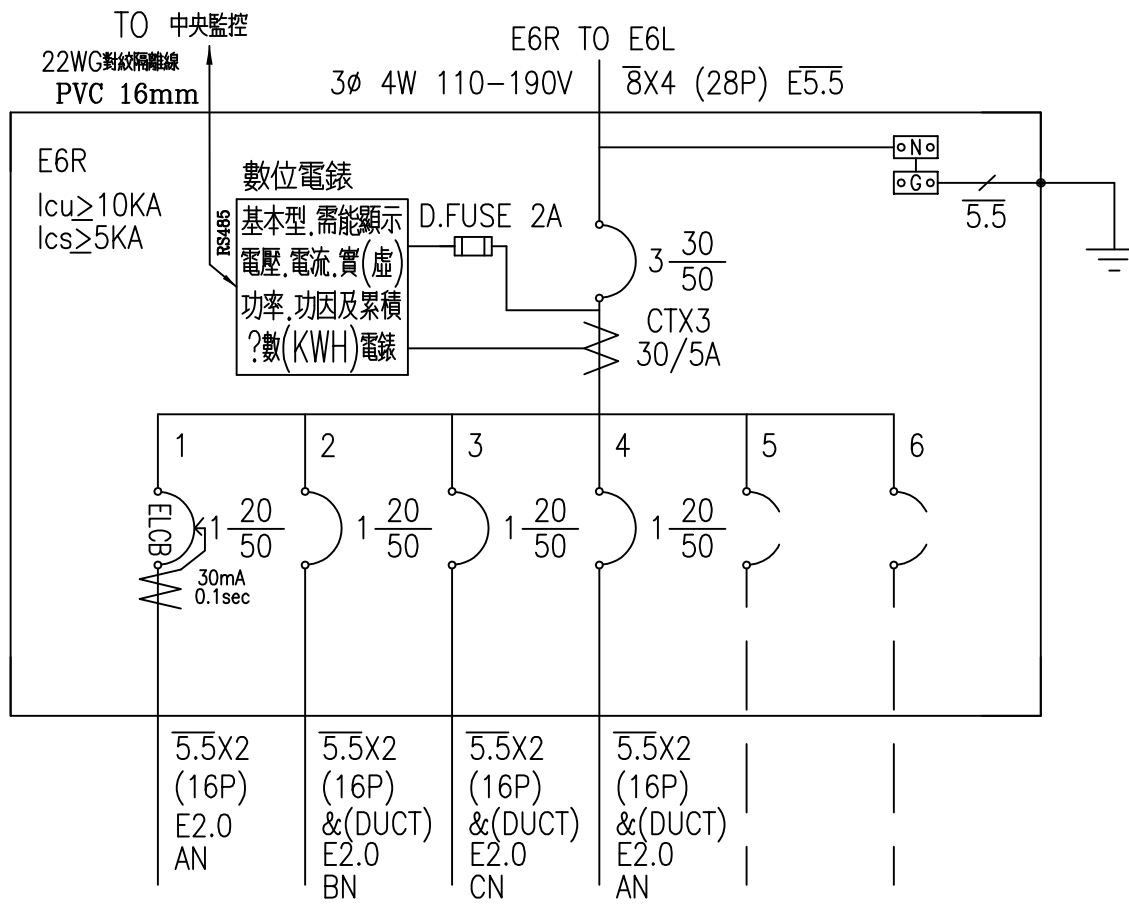 TO 中央監控
22WG對絞隔離線
PVC 16mm
E6R TO E6L
3ø 4W 110-190V 8X4 (28P) E5.5
E6R
Icu≥10KA
Ics≥5KA
RS485
數位電錶
基本型.需能顯示
電壓.電流.實(虛)
功率.功因及累積
?數(KWH)電錶
D.FUSE 2A
3 30
50
CTX3
30/5A
N
G
5.5
1 2 3 4 5 6
ELCB
1 20
50
1 20
50
1 20
50
1 20
50
30mA
0.1sec
5.5X2
(16P)
E2.0
AN
5.5X2
(16P)
&(DUCT)
E2.0
BN
5.5X2
(16P)
&(DUCT)
E2.0
CN
5.5X2
(16P)
&(DUCT)
E2.0
AN